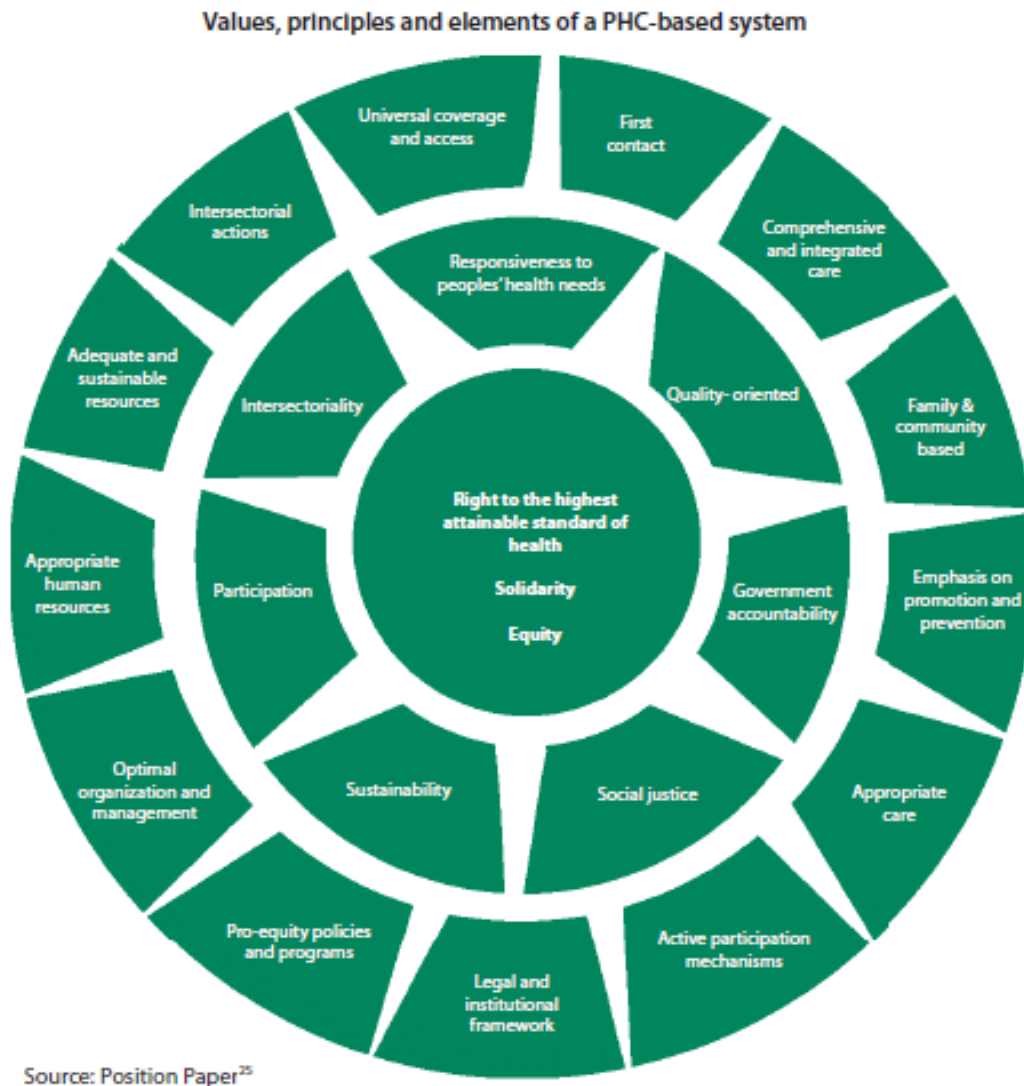 Values, principles and elements of a PHC-based system
Universal coverage
and access
First
contact
Intersectorial
actions
Comprehensive
and integrated
care
Responsiveness to
peoples' health needs
Adequate and
sustainable
resources
Intersectoriality
Quality- oriented
Family &
community
based
Right to the highest
attainable standard of
health
Solidarity
Equity
Appropriate
human
resources
Participation
Government
accountability
Emphasis on
promotion and
prevention
Optimal
organization and
management
Sustainability
Social justice
Appropriate
care
Pro-equity policies
and programs
Legal and
institutional
framework
Active participation
mechanisms
Source: Position Paper²⁵